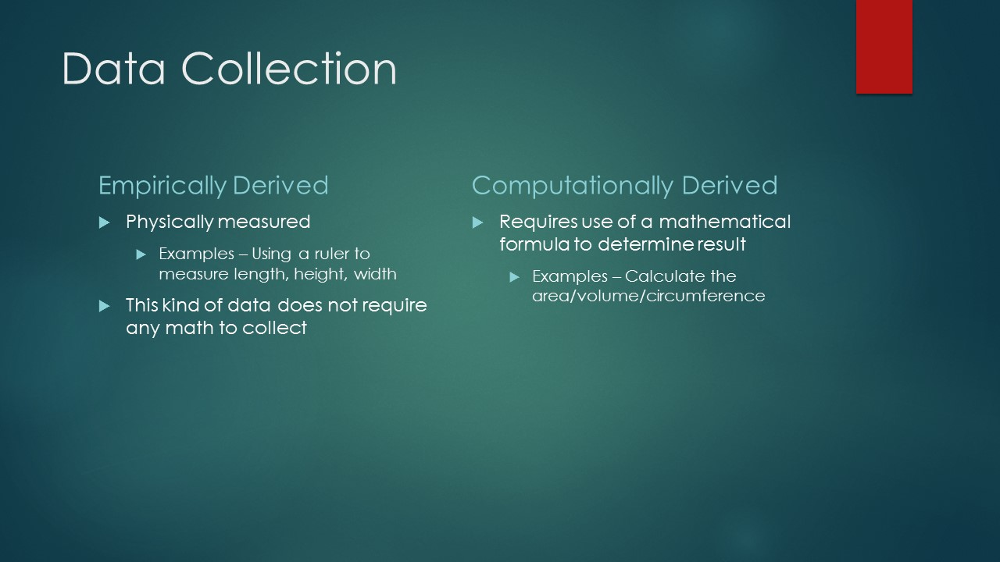 Data Collection
Empirically Derived
Physically measured
Examples – Using a ruler to
measure length, height, width
This kind of data does not require
any math to collect
Computationally Derived
Requires use of a mathematical
formula to determine result
Examples – Calculate the
area/volume/circumference